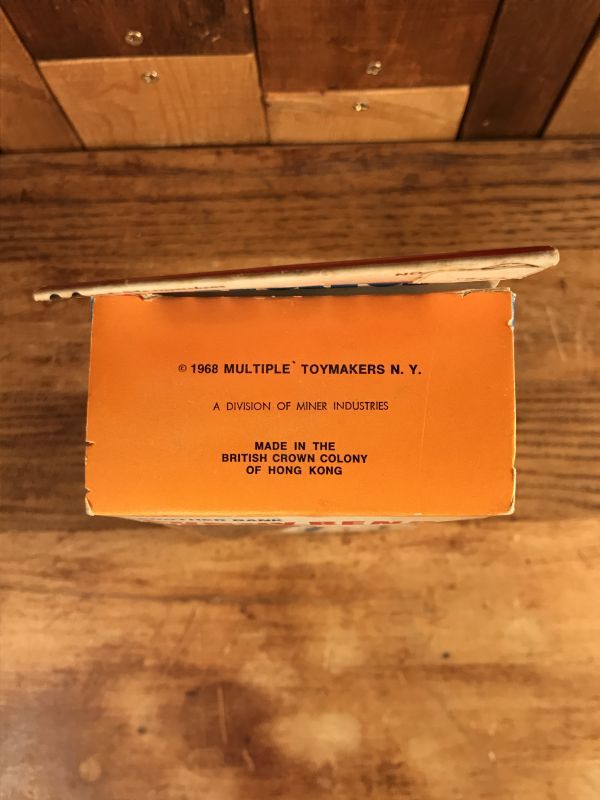 © 1968 MULTIPLE TOYMAKERS N. Y.
A DIVISION OF MINER INDUSTRIES
MADE IN THE
BRITISH CROWN COLONY
OF HONG KONG